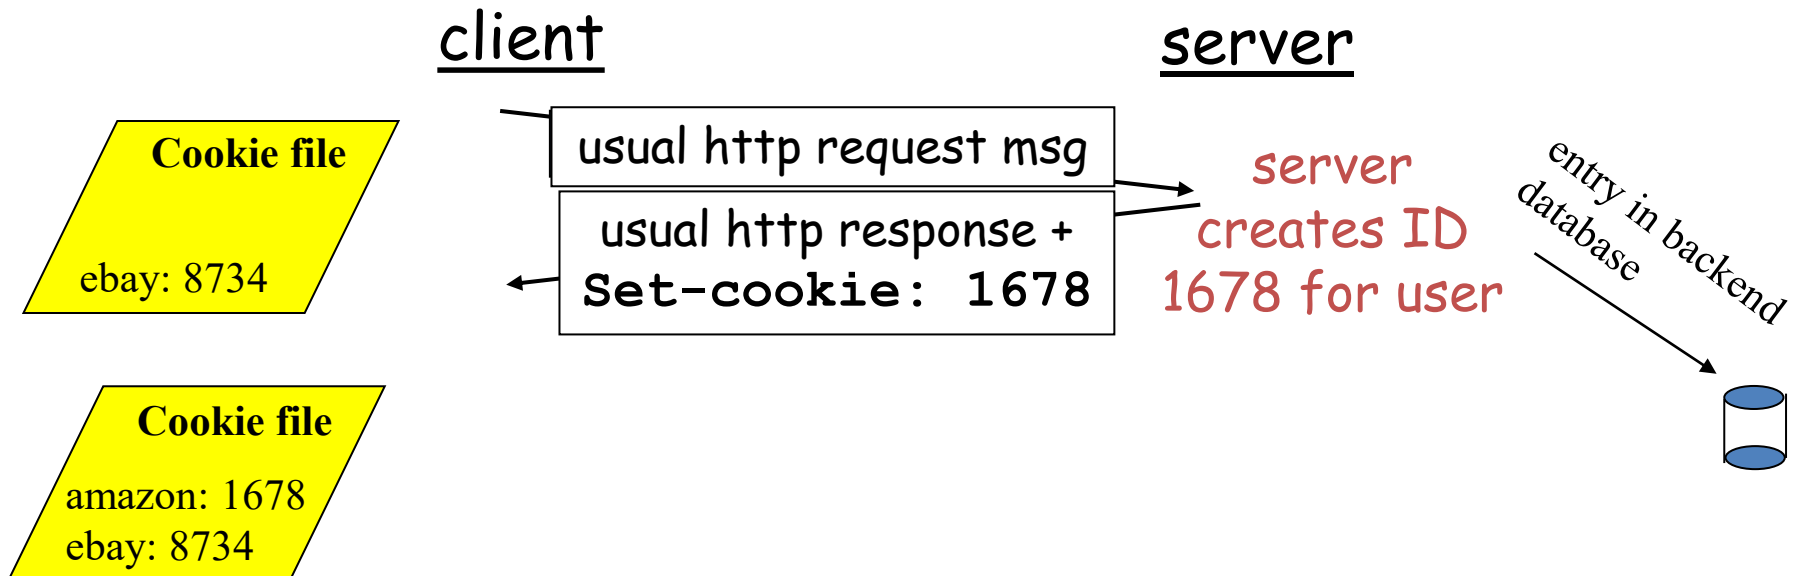 client
server
Cookie file
ebay: 8734
usual http request msg
usual http response +
Set-cookie: 1678
server
creates ID
1678 for user
entry in backend
database
Cookie file
amazon: 1678
ebay: 8734